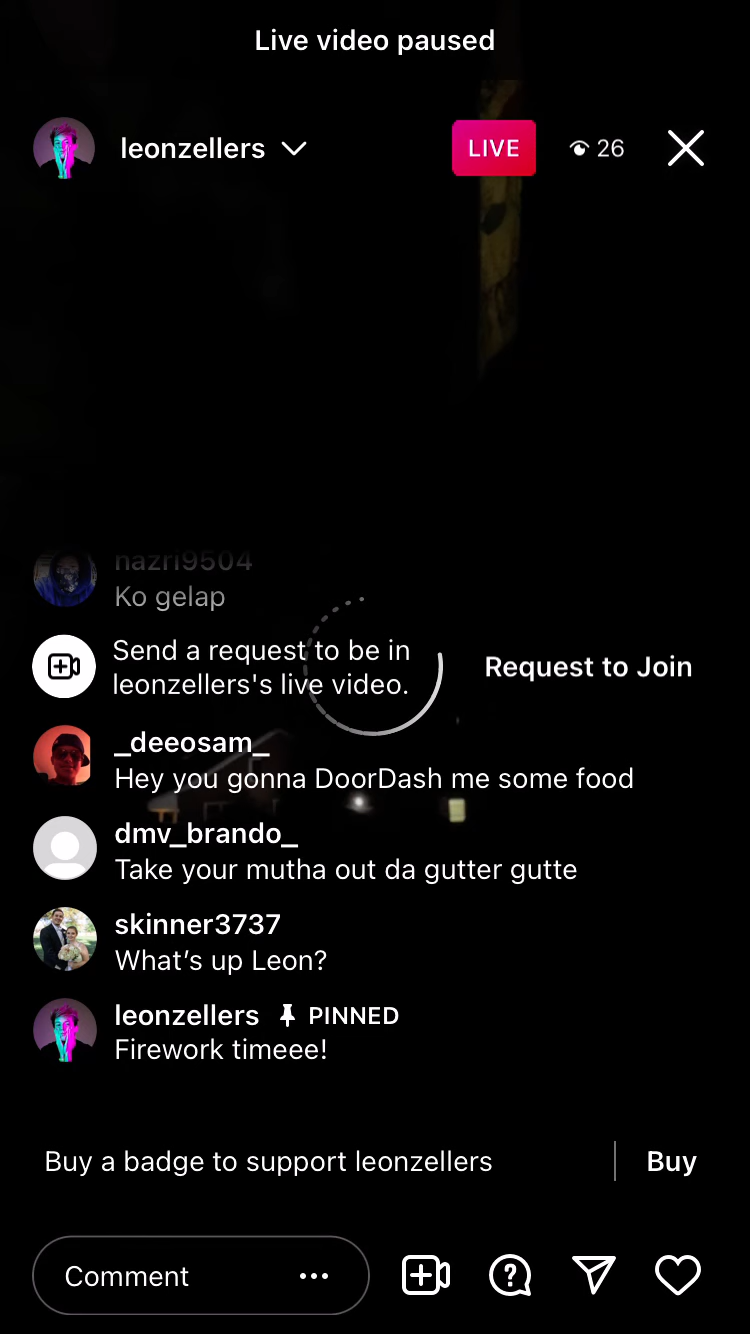 Live video paused
leonzellers
LIVE
26
nazri9504
Ko gelap
Send a request to be in
leonzellers's live video.
Request to Join
_deeosam_
Hey you gonna DoorDash me some food
dmv_brando_
Take your mutha out da gutter gutte
skinner3737
What’s up Leon?
leonzellers PINNED
Firework timeee!
Buy a badge to support leonzellers
Buy
Comment